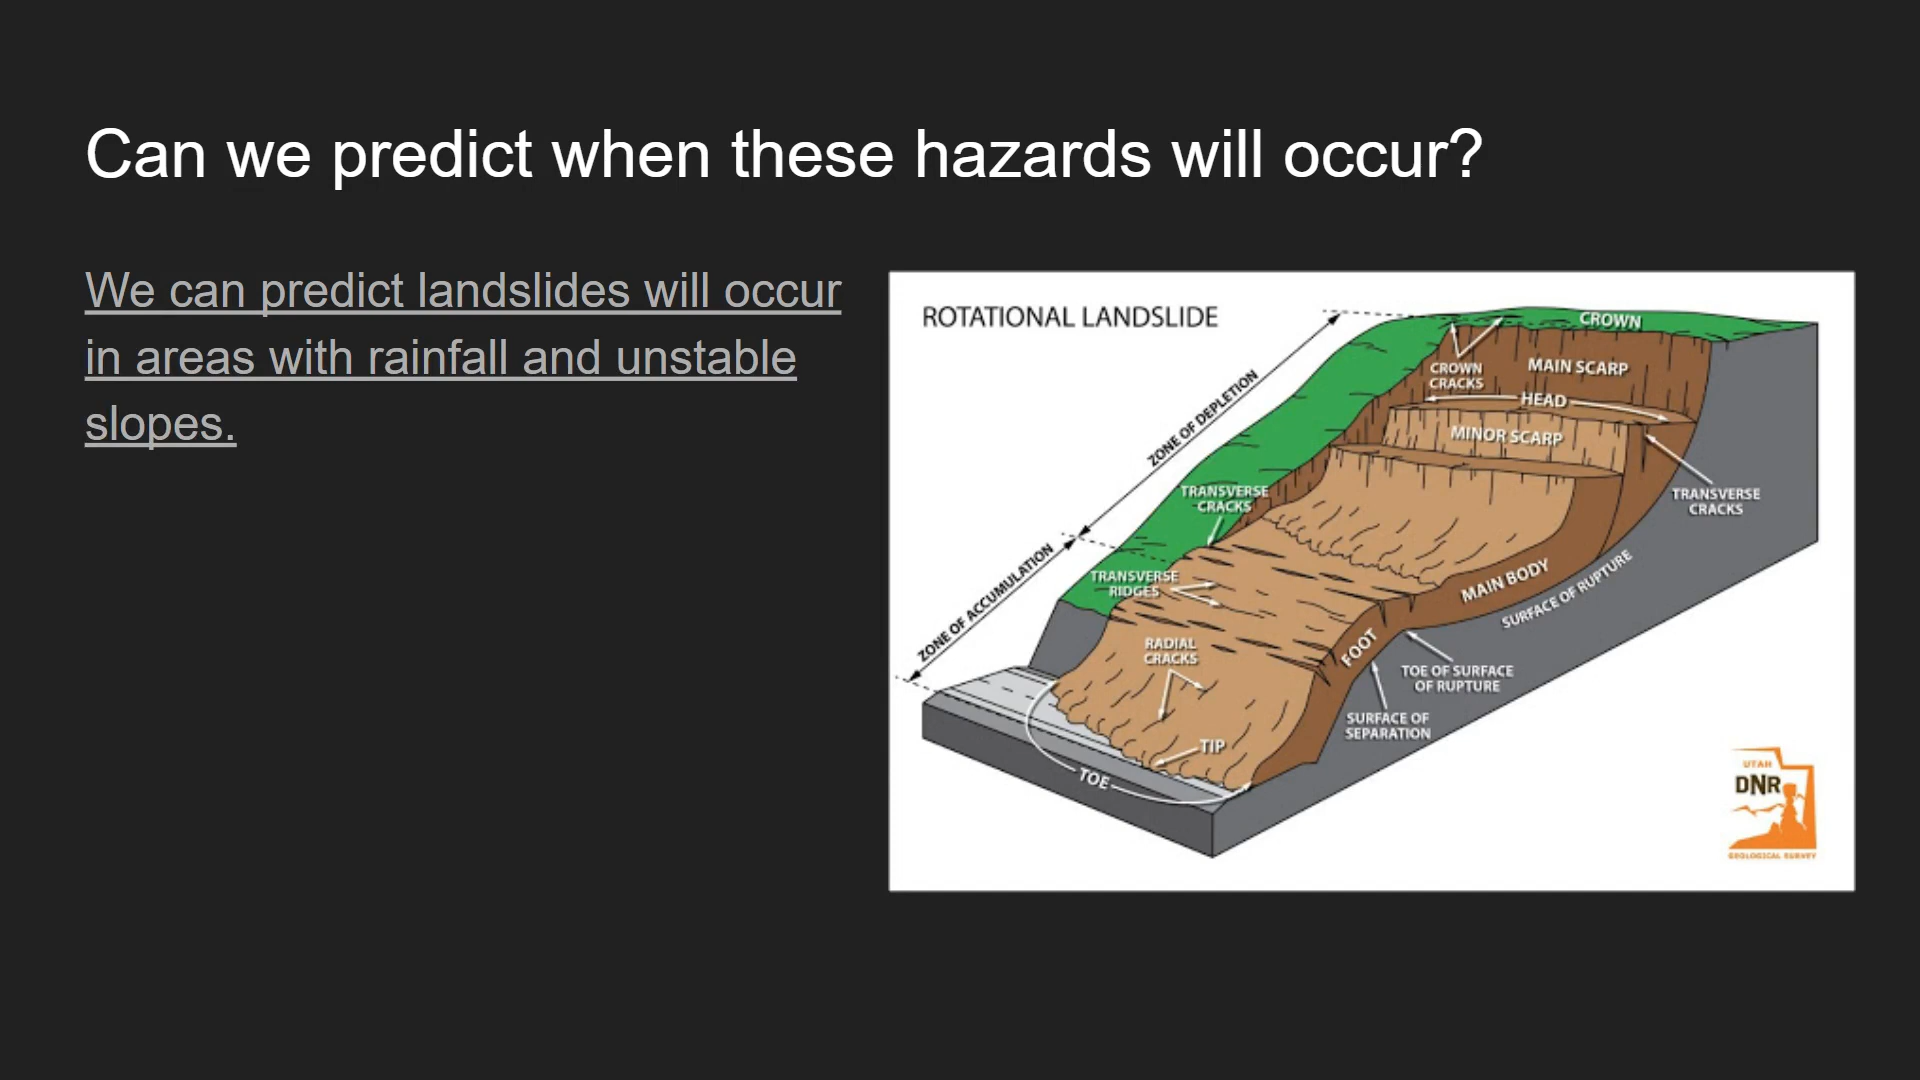 Can we predict when these hazards will occur?
We can predict landslides will occur
in areas with rainfall and unstable
slopes.
ROTATIONAL LANDSLIDE
CROWN
CROWN
CRACKS
MAIN SCARP
HEAD
MINOR SCARP
ZONE OF DEPLETION
TRANSVERSE
CRACKS
TRANSVERSE
CRACKS
ZONE OF ACCUMULATION
TRANSVERSE
RIDGES
MAIN BODY
SURFACE OF RUPTURE
RADIAL
CRACKS
FOOT
TOE OF SURFACE
OF RUPTURE
SURFACE OF
SEPARATION
TIP
TOE
UTAH
DNR
GEOLOGICAL SURVEY